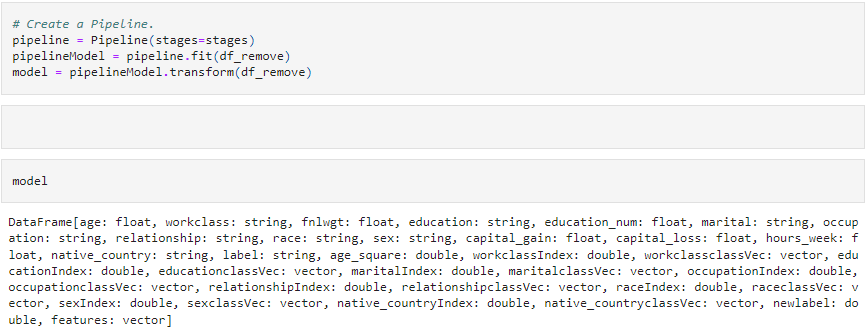 # Create a Pipeline.
pipeline = Pipeline(stages=stages)
pipelineModel = pipeline.fit(df_remove)
model = pipelineModel.transform(df_remove)
model
DataFrame[age: float, workclass: string, fnlwgt: float, education: string, education_num: float, marital: string, occup
ation: string, relationship: string, race: string, sex: string, capital_gain: float, capital_loss: float, hours_week: f
loat, native_country: string, label: string, age_square: double, workclassIndex: double, workclassclassVec: vector, edu
cationIndex: double, educationclassVec: vector, maritalIndex: double, maritalclassVec: vector, occupationIndex: double,
occupationclassVec: vector, relationshipIndex: double, relationshipclassVec: vector, raceIndex: double, raceclassVec: v
ector, sexIndex: double, sexclassVec: vector, native_countryIndex: double, native_countryclassVec: vector, newlabel: do
uble, features: vector]